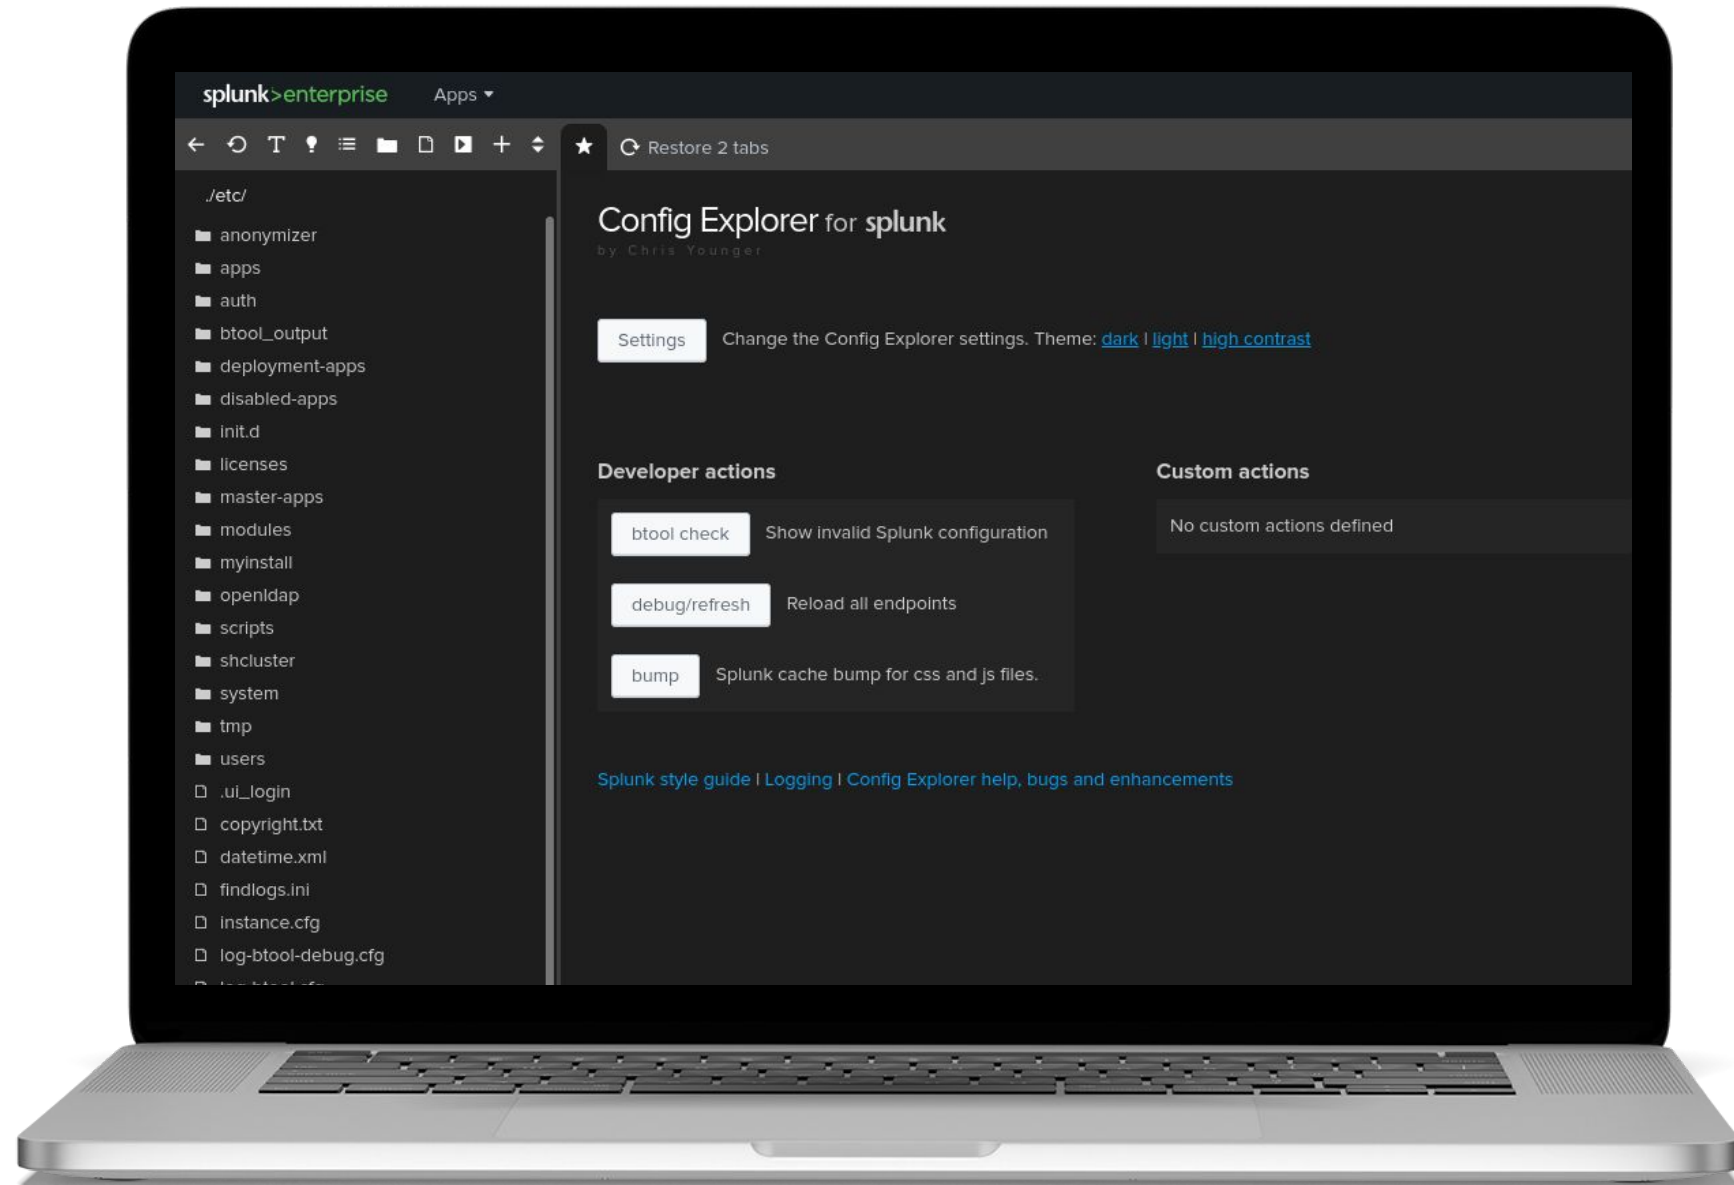 splunk>enterprise Apps
Restore 2 tabs
./etc/
anonymizer
apps
auth
btool_output
deployment-apps
disabled-apps
init.d
licenses
master-apps
modules
myinstall
openldap
scripts
shcluster
system
tmp
users
.ui_login
copyright.txt
datetime.xml
findlogs.ini
instance.cfg
log-btool-debug.cfg
Config Explorer for splunk
by Chris Younger
Settings Change the Config Explorer settings. Theme: dark | light | high contrast
Developer actions
btool check Show invalid Splunk configuration
debug/refresh Reload all endpoints
bump Splunk cache bump for css and js files.
Custom actions
No custom actions defined
Splunk style guide | Logging | Config Explorer help, bugs and enhancements